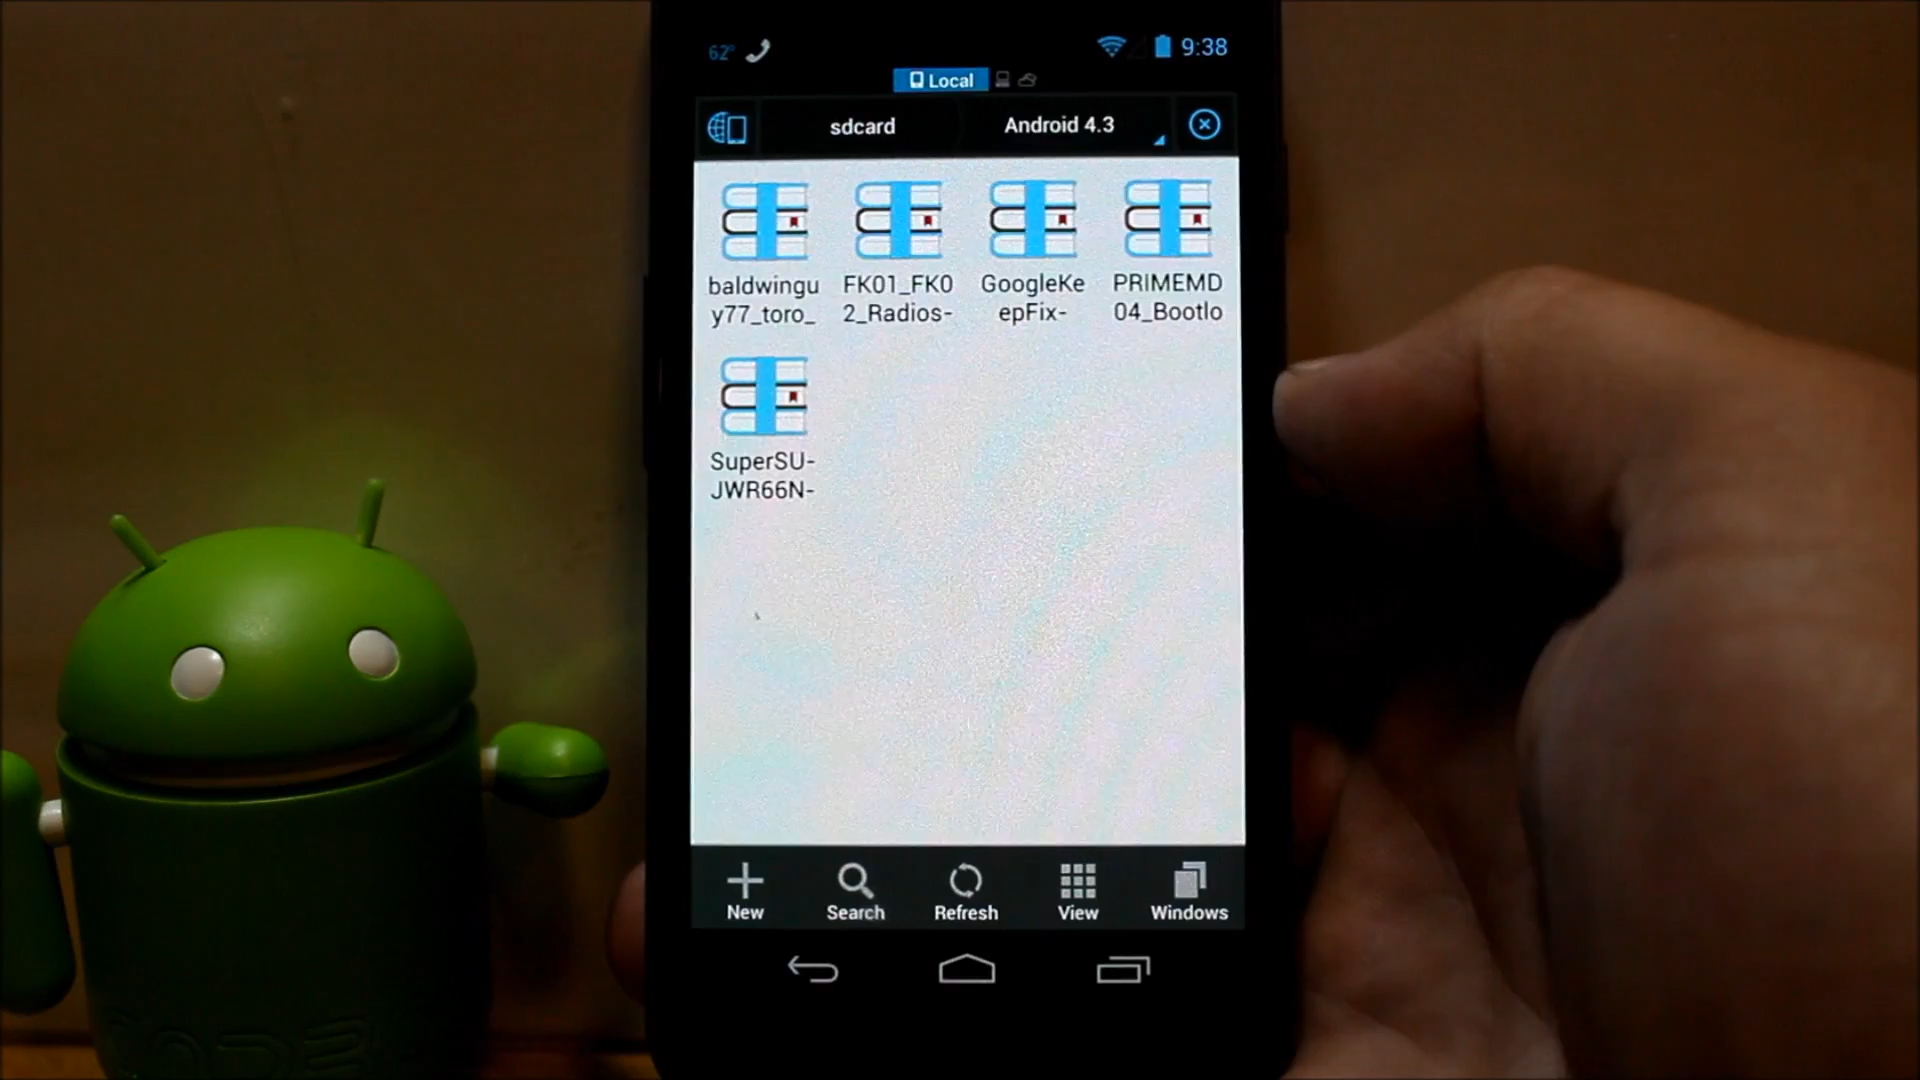 62° 9:38
Local
sdcard Android 4.3
baldwingu
y77_toro_
FK01_FK0
2_Radios-
GoogleKe
epFix-
PRIMEMD
04_Bootlo
SuperSU-
JWR66N-
New Search Refresh View Windows